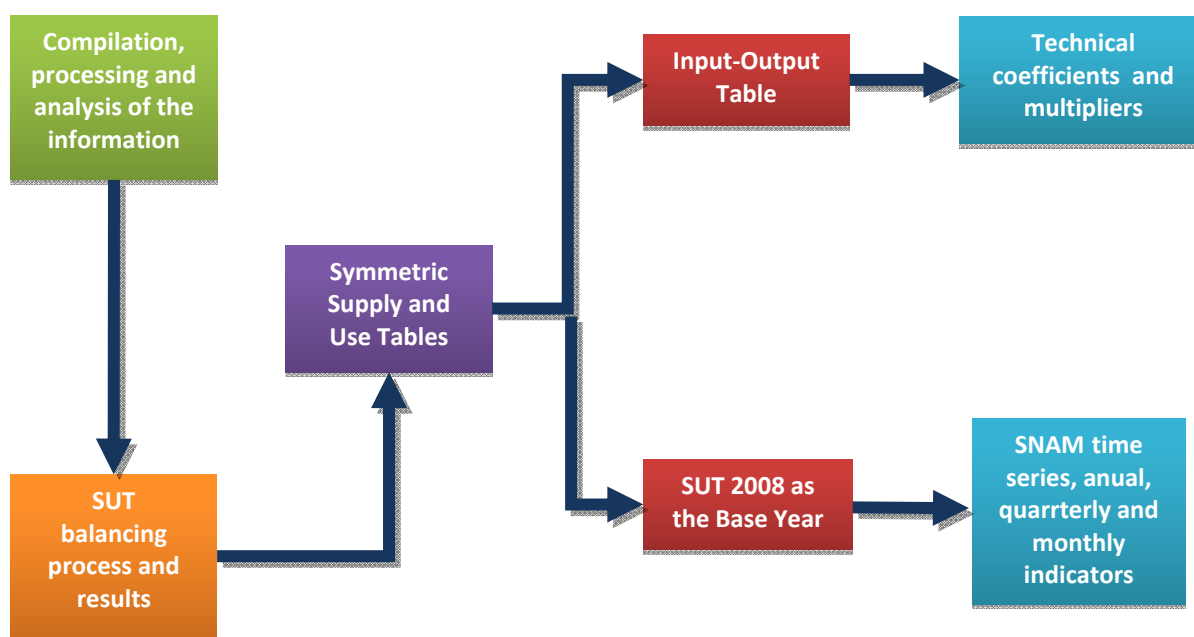 Compilation,
processing and
analysis of the
information
SUT
balancing
process and
results
Symmetric
Supply and
Use Tables
Input-Output
Table
Technical
coefficients and
multipliers
SUT 2008 as
the Base Year
SNAM time
series, anual,
quarrterly and
monthly
indicators